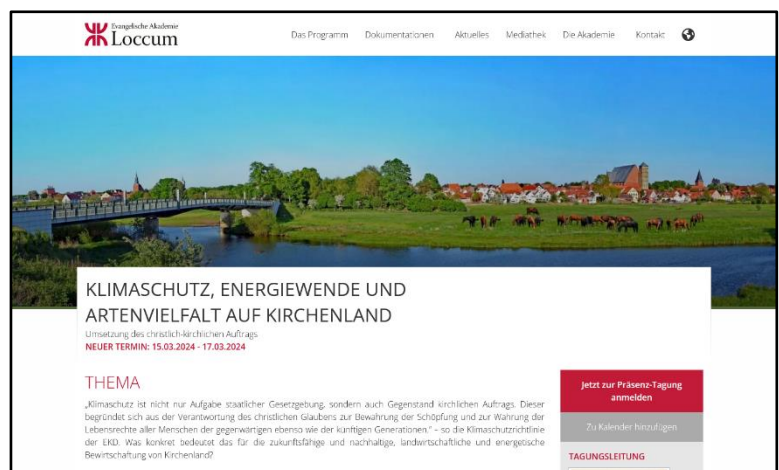 Evangelische Akademie
Loccum
Das Programm Dokumentationen Aktuelles Mediathek Die Akademie Kontakt
KLIMASCHUTZ, ENERGIEWENDE UND
ARTENVIELFALT AUF KIRCHENLAND
Umsetzung des christlich-kirchlichen Auftrags
NEUER TERMIN: 15.03.2024 - 17.03.2024
THEMA
„Klimaschutz ist nicht nur Aufgabe staatlicher Gesetzgebung, sondern auch Gegenstand kirchlichen Auftrags. Dieser
begründet sich aus der Verantwortung des christlichen Glaubens zur Bewahrung der Schöpfung und zur Wahrung der
Lebensrechte aller Menschen der gegenwärtigen ebenso wie der künftigen Generationen.“ – so die Klimaschutzrichtlinie
der EKD. Was konkret bedeutet das für die zukunftsfähige und nachhaltige, landwirtschaftliche und energetische
Bewirtschaftung von Kirchenland?
Jetzt zur Präsenz-Tagung
anmelden
Zu Kalender hinzufügen
TAGUNGSLEITUNG